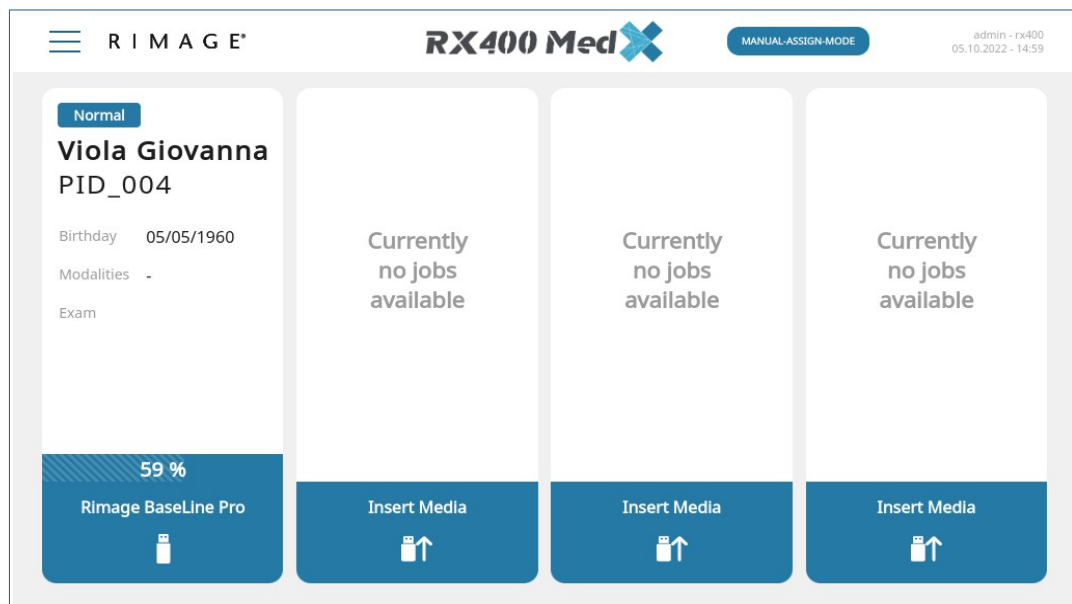 RIMAGE®
RX400 MedX
MANUAL-ASSIGN-MODE
admin - rx400
05.10.2022 - 14:59
Normal
Viola Giovanna
PID_004
Birthday 05/05/1960
Modalities -
Exam
59 %
Rimage BaseLine Pro
Currently
no jobs
available
Insert Media
Currently
no jobs
available
Insert Media
Currently
no jobs
available
Insert Media